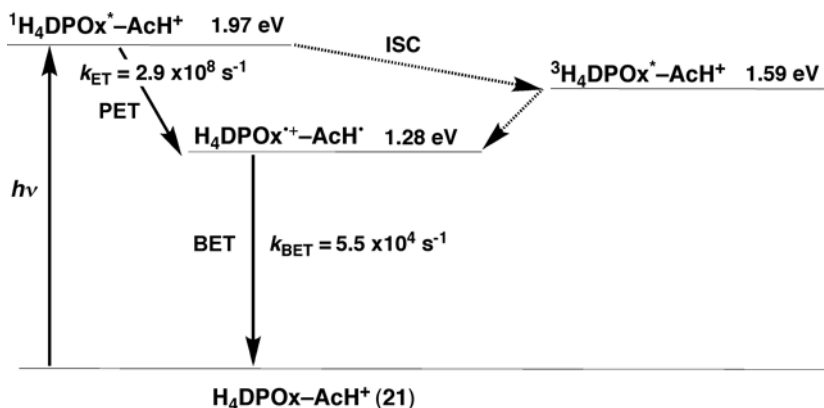 ¹H₄DPOx*–AcH⁺ 1.97 eV
ISC
k_ET = 2.9 x10⁸ s⁻¹
³H₄DPOx*–AcH⁺ 1.59 eV
PET
H₄DPOx•⁺–AcH• 1.28 eV
hν
BET k_BET = 5.5 x10⁴ s⁻¹
H₄DPOx–AcH⁺ (21)